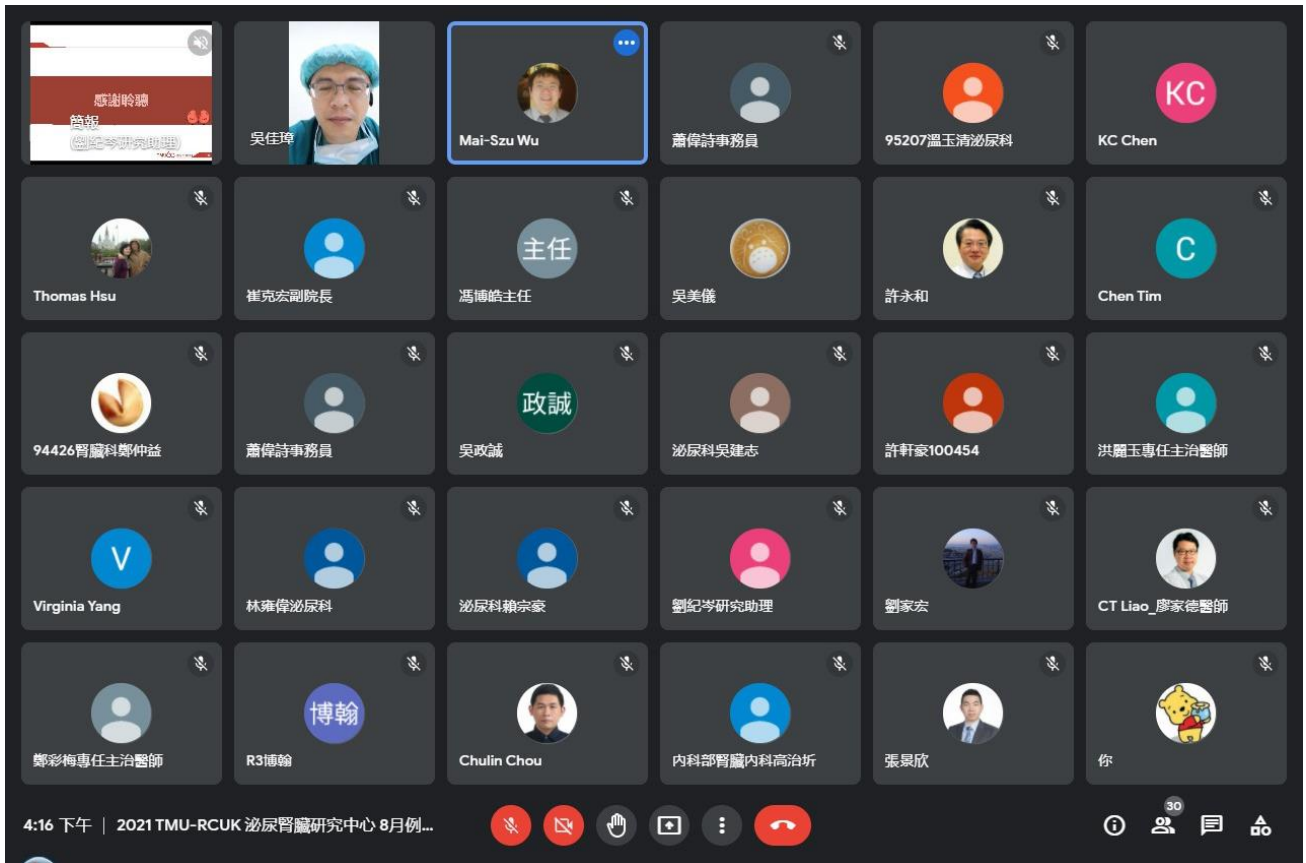 感謝聆聽
簡報
(劉紀岑研究助理)
吳佳璋
Mai-Szu Wu
蕭偉詩事務員
95207溫玉清泌尿科
KC
KC Chen
Thomas Hsu
崔克宏副院長
主任
馮博皓主任
吳美儀
許永和
C
Chen Tim
94426腎臟科鄭仲益
蕭偉詩事務員
政誠
吳政誠
泌尿科吳建志
許軒豪100454
洪麗玉專任主治醫師
V
Virginia Yang
林雍偉泌尿科
泌尿科賴宗豪
劉紀岑研究助理
劉家宏
CT Liao_廖家德醫師
鄭彩梅專任主治醫師
博翰
R3博翰
Chulin Chou
內科部腎臟內科高治圻
張景欣
你
4:16 下午 | 2021 TMU-RCUK 泌尿腎臟研究中心 8月例...
30